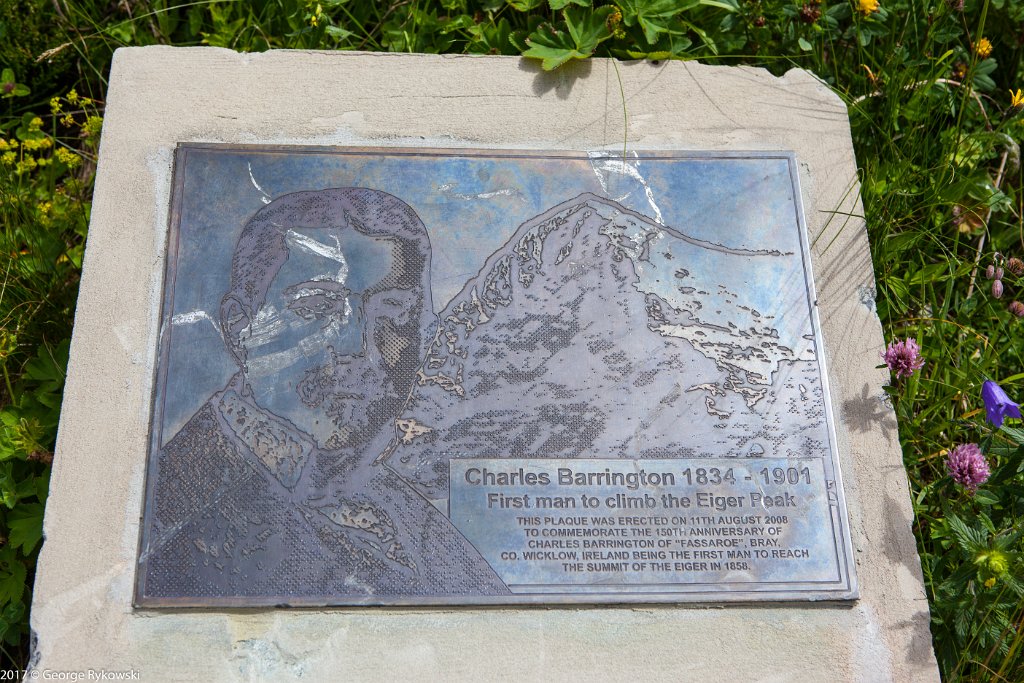 Charles Barrington 1834 - 1901
First man to climb the Eiger Peak
THIS PLAQUE WAS ERECTED ON 11TH AUGUST 2008
TO COMMEMORATE THE 150TH ANNIVERSARY OF
CHARLES BARRINGTON OF "FASSAROE", BRAY,
CO, WICKLOW, IRELAND BEING THE FIRST MAN TO REACH
THE SUMMIT OF THE EIGER IN 1858.
2017 © George Rykowski